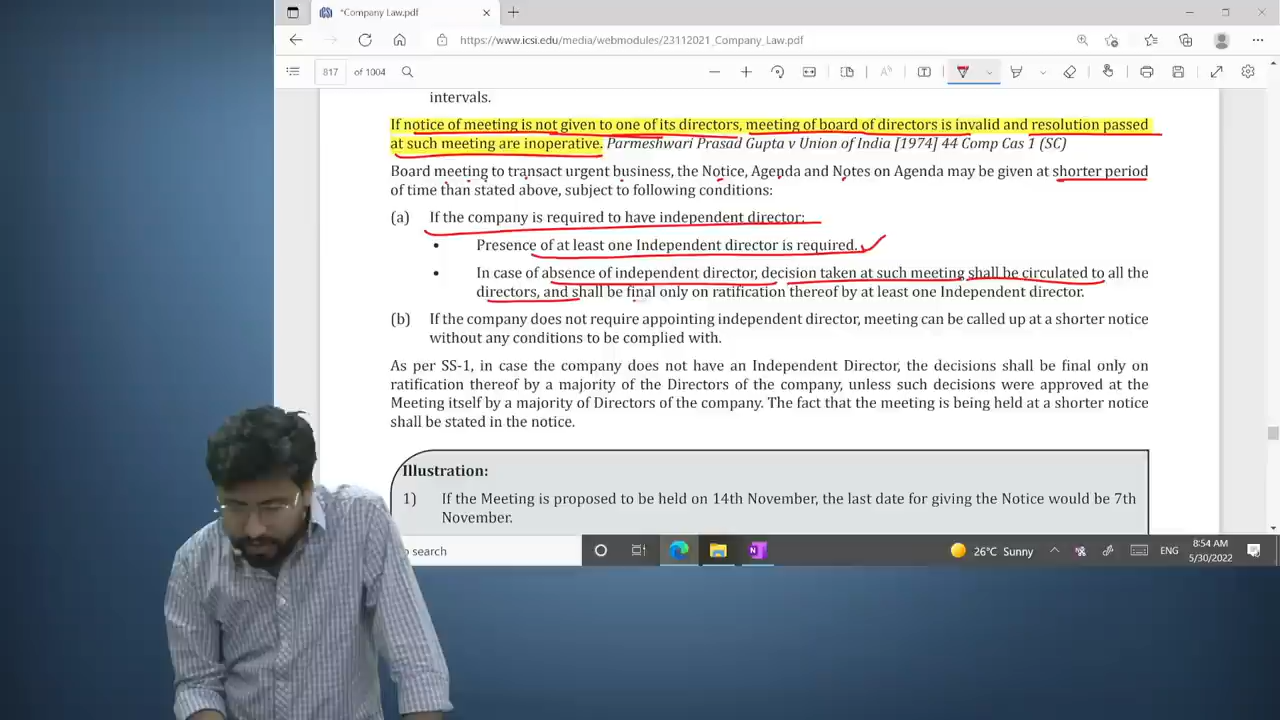 *Company Law.pdf
https://www.icsi.edu/media/webmodules/23112021_Company_Law.pdf
817 of 1004
intervals.
If notice of meeting is not given to one of its directors, meeting of board of directors is invalid and resolution passed
at such meeting are inoperative. Parmeshwari Prasad Gupta v Union of India [1974] 44 Comp Cas 1 (SC)
Board meeting to transact urgent business, the Notice, Agenda and Notes on Agenda may be given at shorter period
of time than stated above, subject to following conditions:
(a) If the company is required to have independent director:
• Presence of at least one Independent director is required.
• In case of absence of independent director, decision taken at such meeting shall be circulated to all the
directors, and shall be final only on ratification thereof by at least one Independent director.
(b) If the company does not require appointing independent director, meeting can be called up at a shorter notice
without any conditions to be complied with.
As per SS-1, in case the company does not have an Independent Director, the decisions shall be final only on
ratification thereof by a majority of the Directors of the company, unless such decisions were approved at the
Meeting itself by a majority of Directors of the company. The fact that the meeting is being held at a shorter notice
shall be stated in the notice.
Illustration:
1) If the Meeting is proposed to be held on 14th November, the last date for giving the Notice would be 7th
November.
o search
26°C Sunny
ENG
8:54 AM
5/30/2022